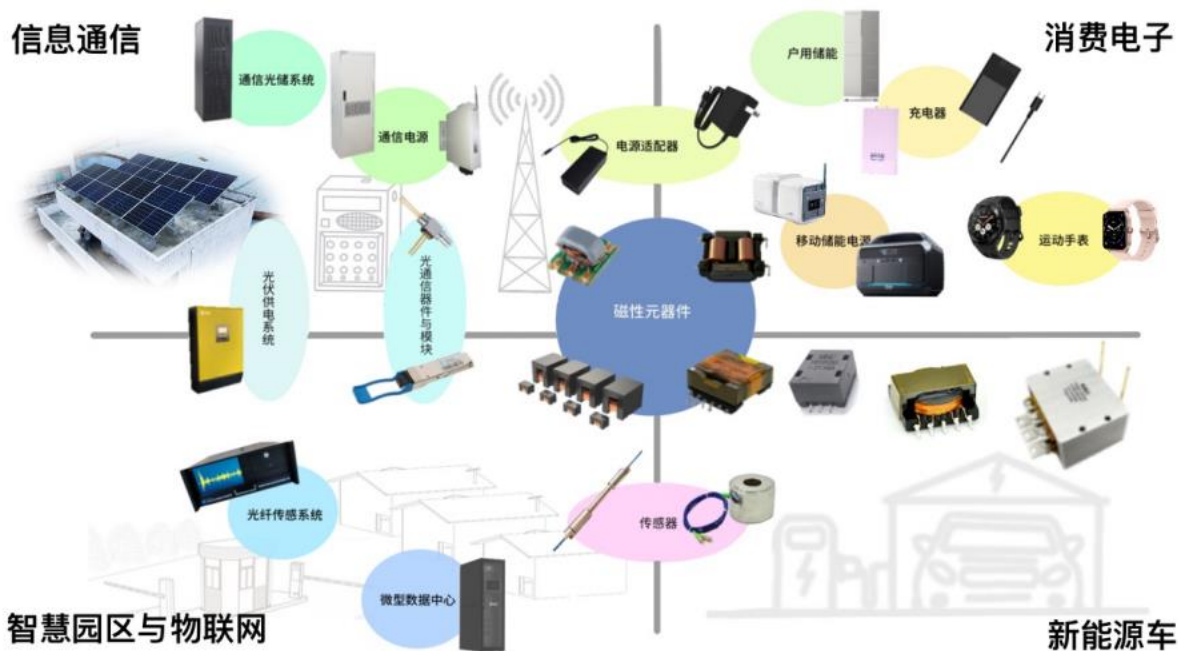 信息通信
消费电子
通信光储系统
户用储能
通信电源
电源适配器
充电器
移动储能电源
运动手表
光伏供电系统
光通信器件与模块
磁性元器件
光纤传感系统
传感器
微型数据中心
智慧园区与物联网
新能源车